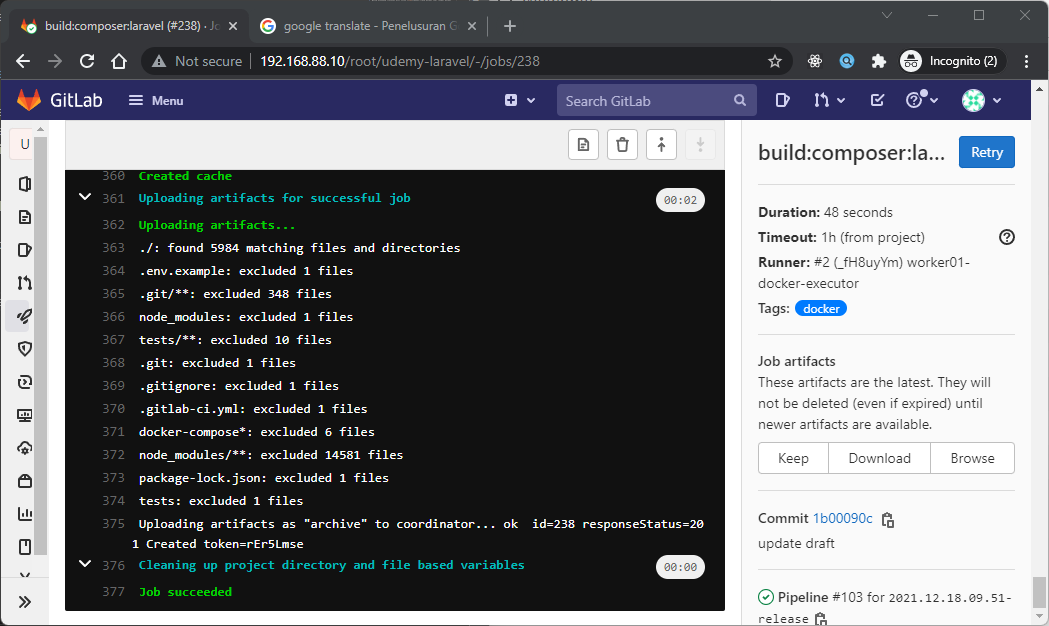 build:composer:laravel (#238) · Jo
google translate - Penelusuran G
Not secure
192.168.88.10/root/udemy-laravel/-/jobs/238
Incognito (2)
GitLab
Menu
Search GitLab
U
360 Created cache
361 Uploading artifacts for successful job 00:02
362 Uploading artifacts...
363 ./: found 5984 matching files and directories
364 .env.example: excluded 1 files
365 .git/**: excluded 348 files
366 node_modules: excluded 1 files
367 tests/**: excluded 10 files
368 .git: excluded 1 files
369 .gitignore: excluded 1 files
370 .gitlab-ci.yml: excluded 1 files
371 docker-compose*: excluded 6 files
372 node_modules/**: excluded 14581 files
373 package-lock.json: excluded 1 files
374 tests: excluded 1 files
375 Uploading artifacts as "archive" to coordinator... ok  id=238 responseStatus=20
1 Created token=rEr5Lmse
376 Cleaning up project directory and file based variables 00:00
377 Job succeeded
build:composer:la...
Retry
Duration: 48 seconds
Timeout: 1h (from project)
Runner: #2 (_fH8uyYm) worker01-
docker-executor
Tags: docker
Job artifacts
These artifacts are the latest. They will
not be deleted (even if expired) until
newer artifacts are available.
Keep
Download
Browse
Commit 1b00090c
update draft
Pipeline #103 for 2021.12.18.09.51-
release